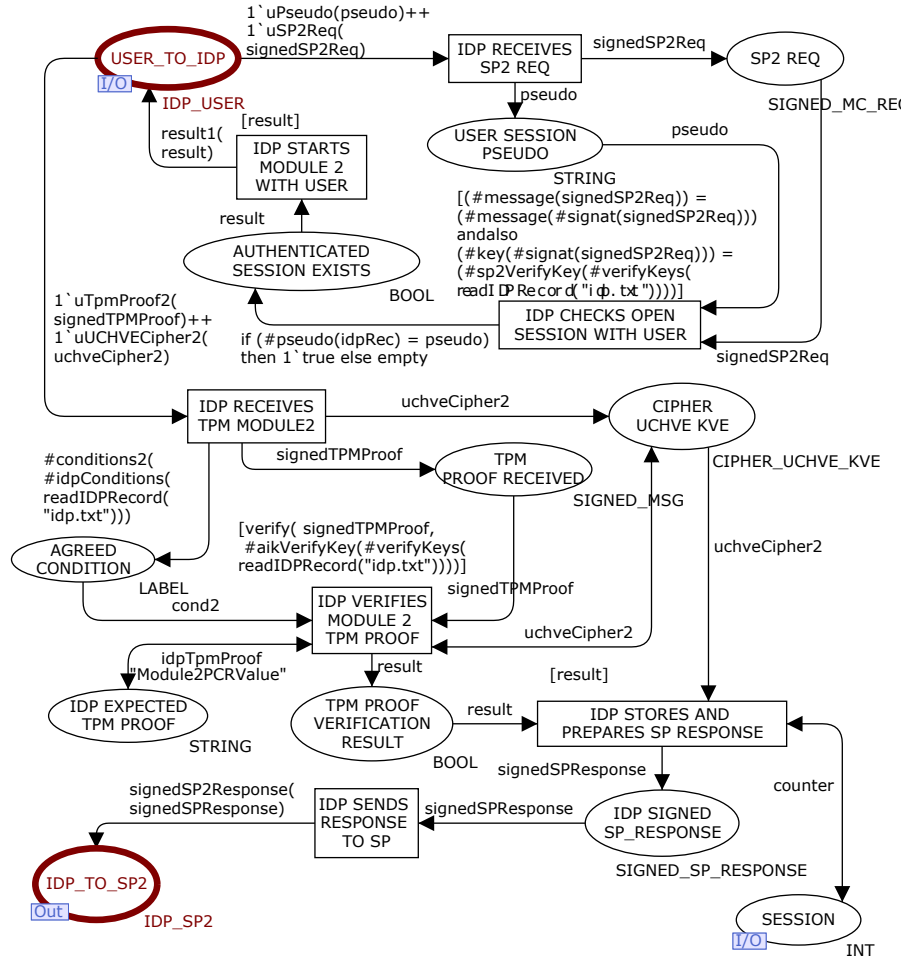 1`uPseudo(pseudo)++
1`uSP2Req(
signedSP2Req)
USER_TO_IDP
I/O
IDP_USER
IDP RECEIVES
SP2 REQ
signedSP2Req
SP2 REQ
SIGNED_MC_REQ
pseudo
result1(
result)
[result]
IDP STARTS
MODULE 2
WITH USER
USER SESSION
PSEUDO
STRING
pseudo
result
AUTHENTICATED
SESSION EXISTS
BOOL
[(#message(signedSP2Req)) =
(#message(#signat(signedSP2Req)))
andalso
(#key(#signat(signedSP2Req))) =
(#sp2VerifyKey(#verifyKeys(
readIDPRecord("idp.txt"))))]
IDP CHECKS OPEN
SESSION WITH USER
if (#pseudo(idpRec) = pseudo)
then 1`true else empty
signedSP2Req
1`uTpmProof2(
signedTPMProof)++
1`uUCHVECipher2(
uchveCipher2)
IDP RECEIVES
TPM MODULE2
uchveCipher2
CIPHER
UCHVE KVE
CIPHER_UCHVE_KVE
signedTPMProof
TPM
PROOF RECEIVED
SIGNED_MSG
#conditions2(
#idpConditions(
readIDPRecord(
"idp.txt")))
AGREED
CONDITION
LABEL
[verify( signedTPMProof,
#aikVerifyKey(#verifyKeys(
readIDPRecord("idp.txt"))))]
uchveCipher2
cond2
signedTPMProof
IDP VERIFIES
MODULE 2
TPM PROOF
uchveCipher2
idpTpmProof
"Module2PCRValue"
result
[result]
IDP EXPECTED
TPM PROOF
STRING
TPM PROOF
VERIFICATION
RESULT
BOOL
result
IDP STORES AND
PREPARES SP RESPONSE
signedSPResponse
counter
signedSP2Response(
signedSPResponse)
IDP SENDS
RESPONSE
TO SP
signedSPResponse
IDP SIGNED
SP_RESPONSE
SIGNED_SP_RESPONSE
IDP_TO_SP2
Out
IDP_SP2
SESSION
I/O
INT